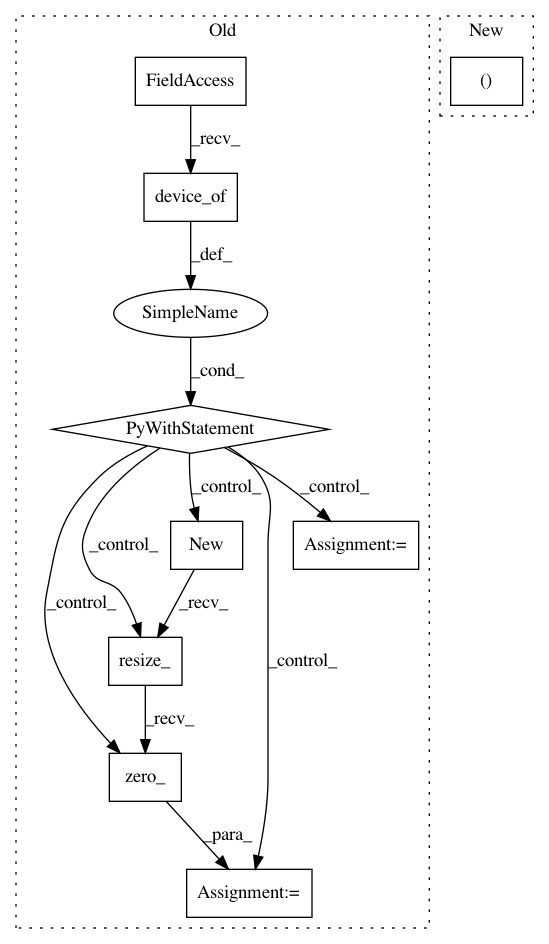 Old
New
FieldAccess
()
_recv_
device_of
_def_
SimpleName
_cond_
PyWithStatement
_control_
_control_
_control_
New
Assignment:=
_control_
_recv_
_control_
resize_
_recv_
zero_
_para_
Assignment:=